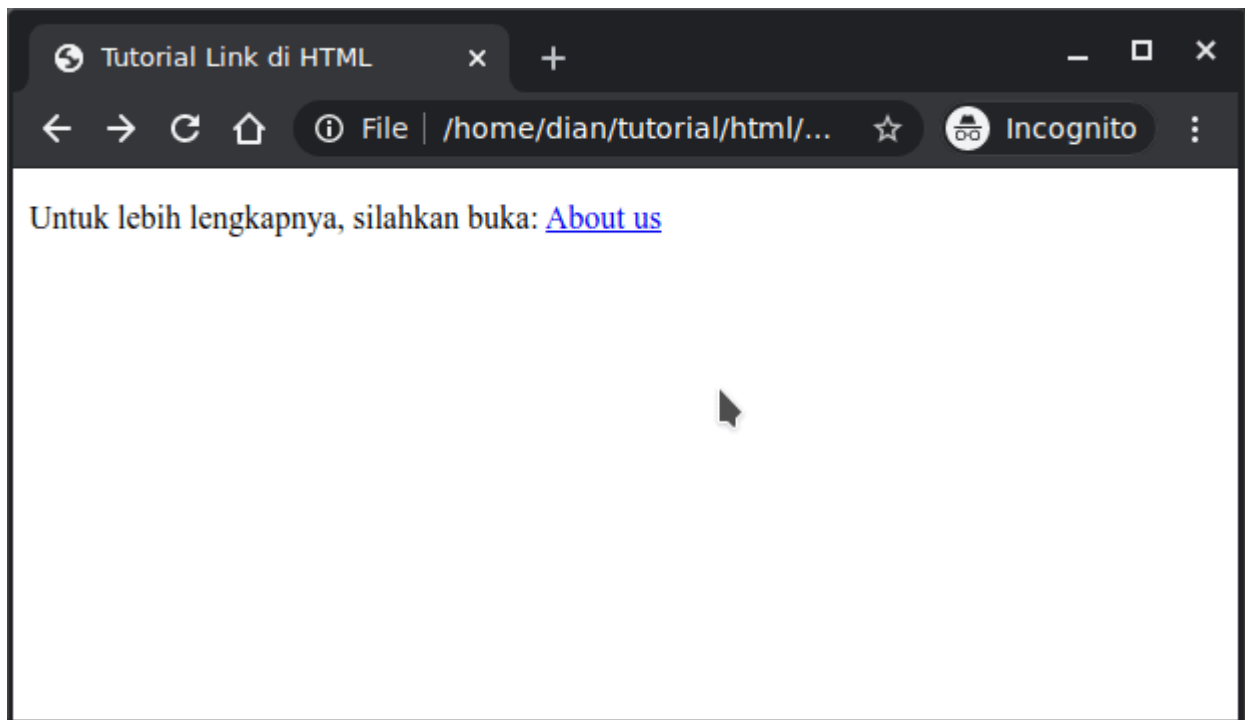 Tutorial Link di HTML
File /home/dian/tutorial/html/... Incognito
Untuk lebih lengkapnya, silahkan buka: About us